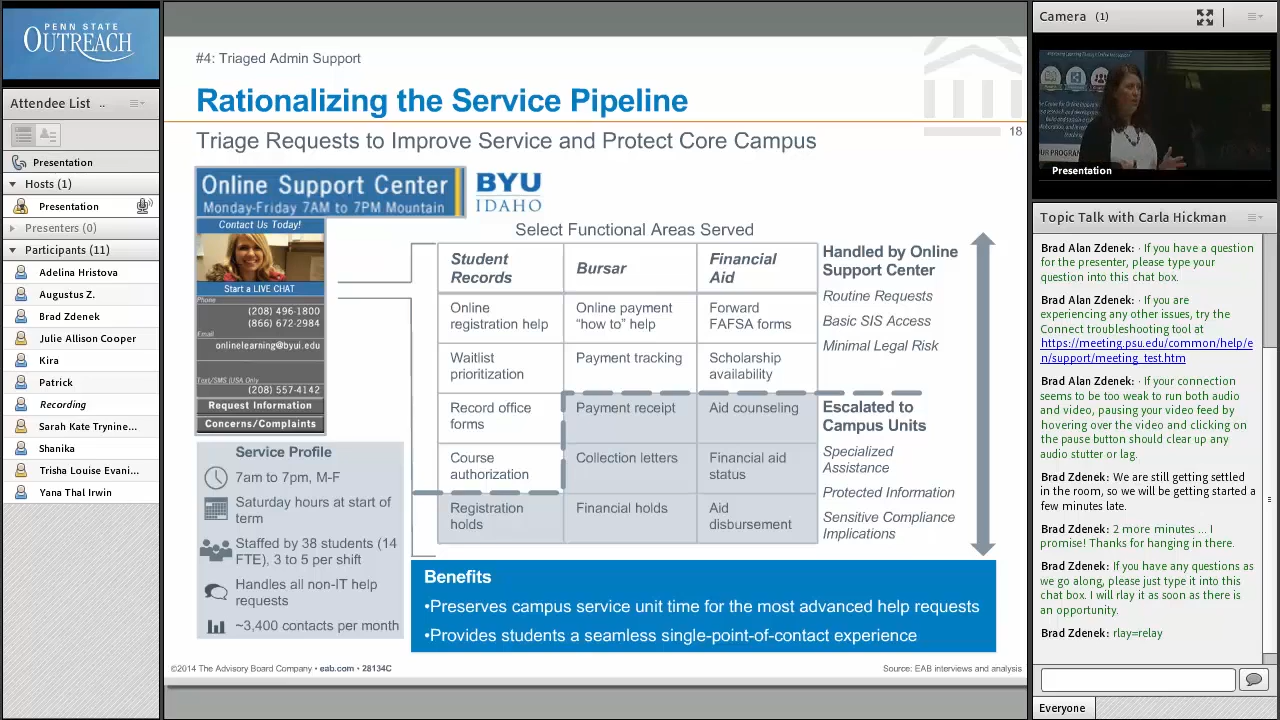 PENN STATE
OUTREACH
Attendee List ..
Presentation
Hosts (1)
Presentation
Presenters (0)
Participants (11)
Adelina Hristova
Augustus Z.
Brad Zdenek
Julie Allison Cooper
Kira
Patrick
Recording
Sarah Kate Trynine...
Shanika
Trisha Louise Evani...
Yana Thal Irwin
#4: Triaged Admin Support
Rationalizing the Service Pipeline
18
Triage Requests to Improve Service and Protect Core Campus
Online Support Center
Monday-Friday 7AM to 7PM Mountain
BYU
IDAHO
Contact Us Today!
Start a LIVE CHAT
Phone
(208) 496-1800
(866) 672-2984
Email
onlinelearning@byui.edu
Text/SMS (USA Only
(208) 557-4142
Request Information
Concerns/Complaints
Service Profile
7am to 7pm, M-F
Saturday hours at start of
term
Staffed by 38 students (14
FTE), 3 to 5 per shift
Handles all non-IT help
requests
~3,400 contacts per month
Select Functional Areas Served
Student
Records
Bursar
Financial
Aid
Online
registration help
Online payment
“how to” help
Forward
FAFSA forms
Waitlist
prioritization
Payment tracking
Scholarship
availability
Record office
forms
Payment receipt
Aid counseling
Course
authorization
Collection letters
Financial aid
status
Registration
holds
Financial holds
Aid
disbursement
Handled by Online
Support Center
Routine Requests
Basic SIS Access
Minimal Legal Risk
Escalated to
Campus Units
Specialized
Assistance
Protected Information
Sensitive Compliance
Implications
Benefits
•Preserves campus service unit time for the most advanced help requests
•Provides students a seamless single-point-of-contact experience
©2014 The Advisory Board Company • eab.com • 28134C
Source: EAB interviews and analysis
Camera (1)
Presentation
Topic Talk with Carla Hickman
Brad Alan Zdenek: · If you have a question
for the presenter, please type your
question into this chat box.
Brad Alan Zdenek: · If you are
experiencing any other issues, try the
Connect troubleshooting tool at
https://meeting.psu.edu/common/help/e
n/support/meeting_test.htm
Brad Alan Zdenek: · If your connection
seems to be too weak to run both audio
and video, pausing your video feed by
hovering over the video and clicking on
the pause button should clear up any
audio stutter or lag.
Brad Zdenek: We are still getting settled
in the room, so we will be getting started a
few minutes late.
Brad Zdenek: 2 more minutes ... I
promise! Thanks for hanging in there.
Brad Zdenek: If you have any questions as
we go along, please just type it into this
chat box. I will rlay it as soon as there is
an opportunity.
Brad Zdenek: rlay=relay
Everyone